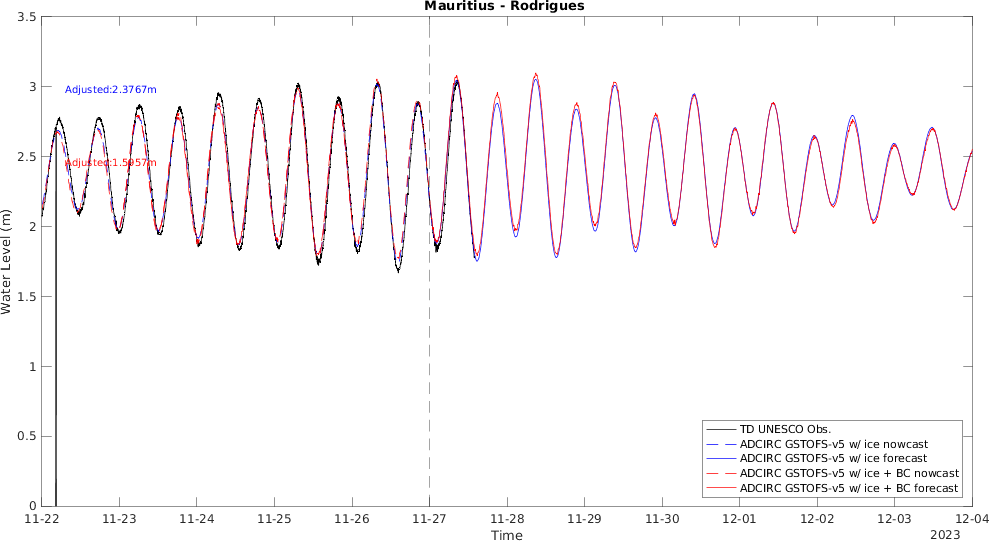 Mauritius - Rodrigues
3.5
3
2.5
2
1.5
1
0.5
0
Water Level (m)
Adjusted:2.3767m
Adjusted:1.5957m
TD UNESCO Obs.
ADCIRC GSTOFS-v5 w/ ice nowcast
ADCIRC GSTOFS-v5 w/ ice forecast
ADCIRC GSTOFS-v5 w/ ice + BC nowcast
ADCIRC GSTOFS-v5 w/ ice + BC forecast
11-22 11-23 11-24 11-25 11-26 11-27 11-28 11-29 11-30 12-01 12-02 12-03 12-04
Time
2023